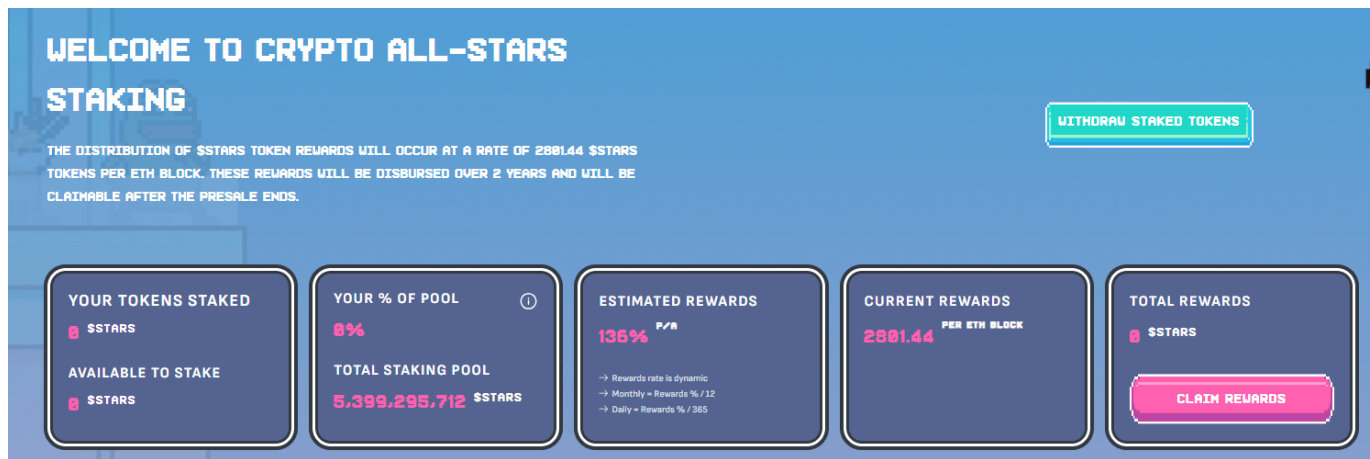 WELCOME TO CRYPTO ALL-STARS
STAKING
WITHDRAW STAKED TOKENS
THE DISTRIBUTION OF $STARS TOKEN REWARDS WILL OCCUR AT A RATE OF 2801.44 $STARS
TOKENS PER ETH BLOCK. THESE REWARDS WILL BE DISBURSED OVER 2 YEARS AND WILL BE
CLAIMABLE AFTER THE PRESALE ENDS.
YOUR TOKENS STAKED
0 $STARS
AVAILABLE TO STAKE
0 $STARS
YOUR % OF POOL
0%
TOTAL STAKING POOL
5,399,295,712 $STARS
ESTIMATED REWARDS
136% P/A
→ Rewards rate is dynamic
→ Monthly = Rewards % / 12
→ Daily = Rewards % / 365
CURRENT REWARDS
2801.44 PER ETH BLOCK
TOTAL REWARDS
0 $STARS
CLAIM REWARDS